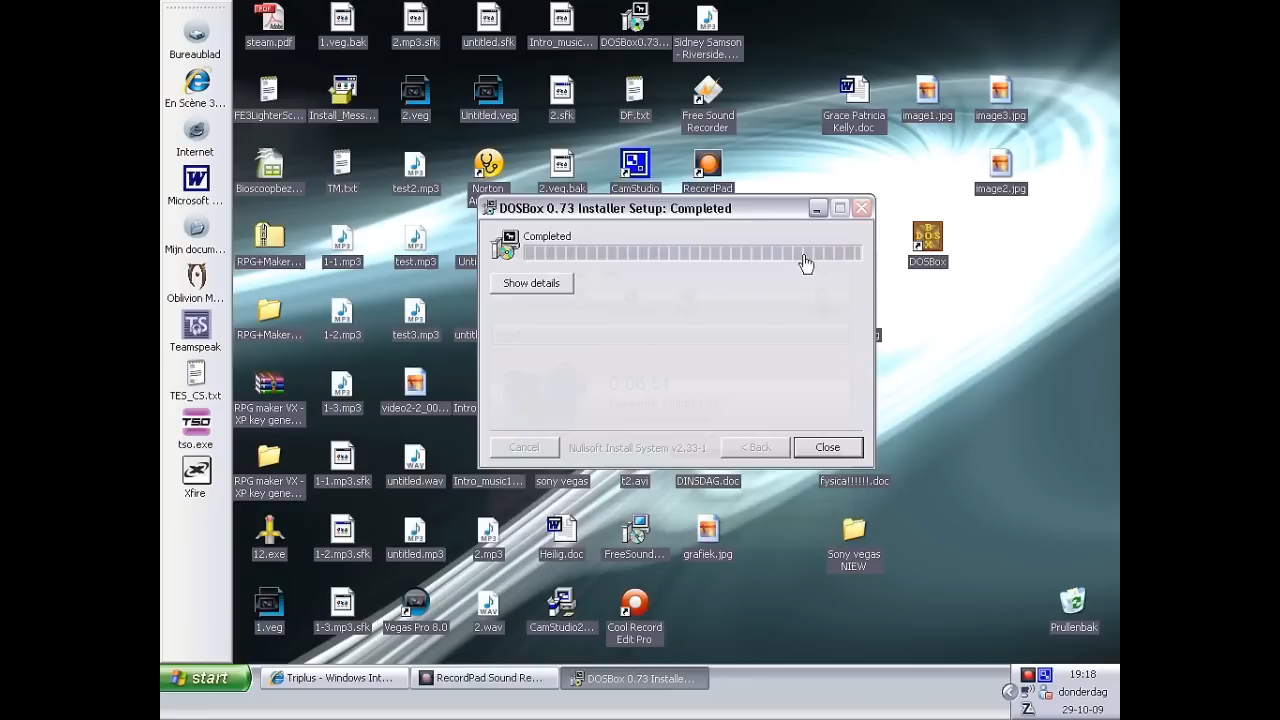 Bureaublad
En Scène 3...
Internet
Microsoft ...
Mijn docum...
Oblivion M...
Teamspeak
TES_CS.txt
TSO
tso.exe
Xfire
steam.pdf
1.veg.bak
2.mp3.sfk
untitled.sfk
Intro_music...
DOSBox0.73...
Sidney Samson
- Riverside....
FE3LighterSc...
Install_Mess...
2.veg
Untitled.veg
2.sfk
DF.txt
Free Sound
Recorder
Grace Patricia
Kelly.doc
image1.jpg
image3.jpg
Bioscoopbez...
TM.txt
test2.mp3
Norton
2.veg.bak
CamStudio
RecordPad
image2.jpg
DOSBox 0.73 Installer Setup: Completed
Completed
Show details
Cancel
Nullsoft Install System v2.33-1
< Back
Close
RPG+Maker...
1-1.mp3
test.mp3
DOSBox
RPG+Maker...
1-2.mp3
test3.mp3
RPG maker VX -
XP key gene...
1-3.mp3
video2-2_00...
RPG maker VX -
XP key gene...
1-1.mp3.sfk
untitled.wav
Intro_music1...
sony vegas
t2.avi
DINSDAG.doc
fysica!!!!!!.doc
12.exe
1-2.mp3.sfk
untitled.mp3
2.mp3
Heilig.doc
FreeSound...
grafiek.jpg
Sony vegas
NIEW
1.veg
1-3.mp3.sfk
Vegas Pro 8.0
2.wav
CamStudio2...
Cool Record
Edit Pro
Prullenbak
start
Triplus - Windows Int...
RecordPad Sound Re...
DOSBox 0.73 Installe...
19:18
donderdag
29-10-09